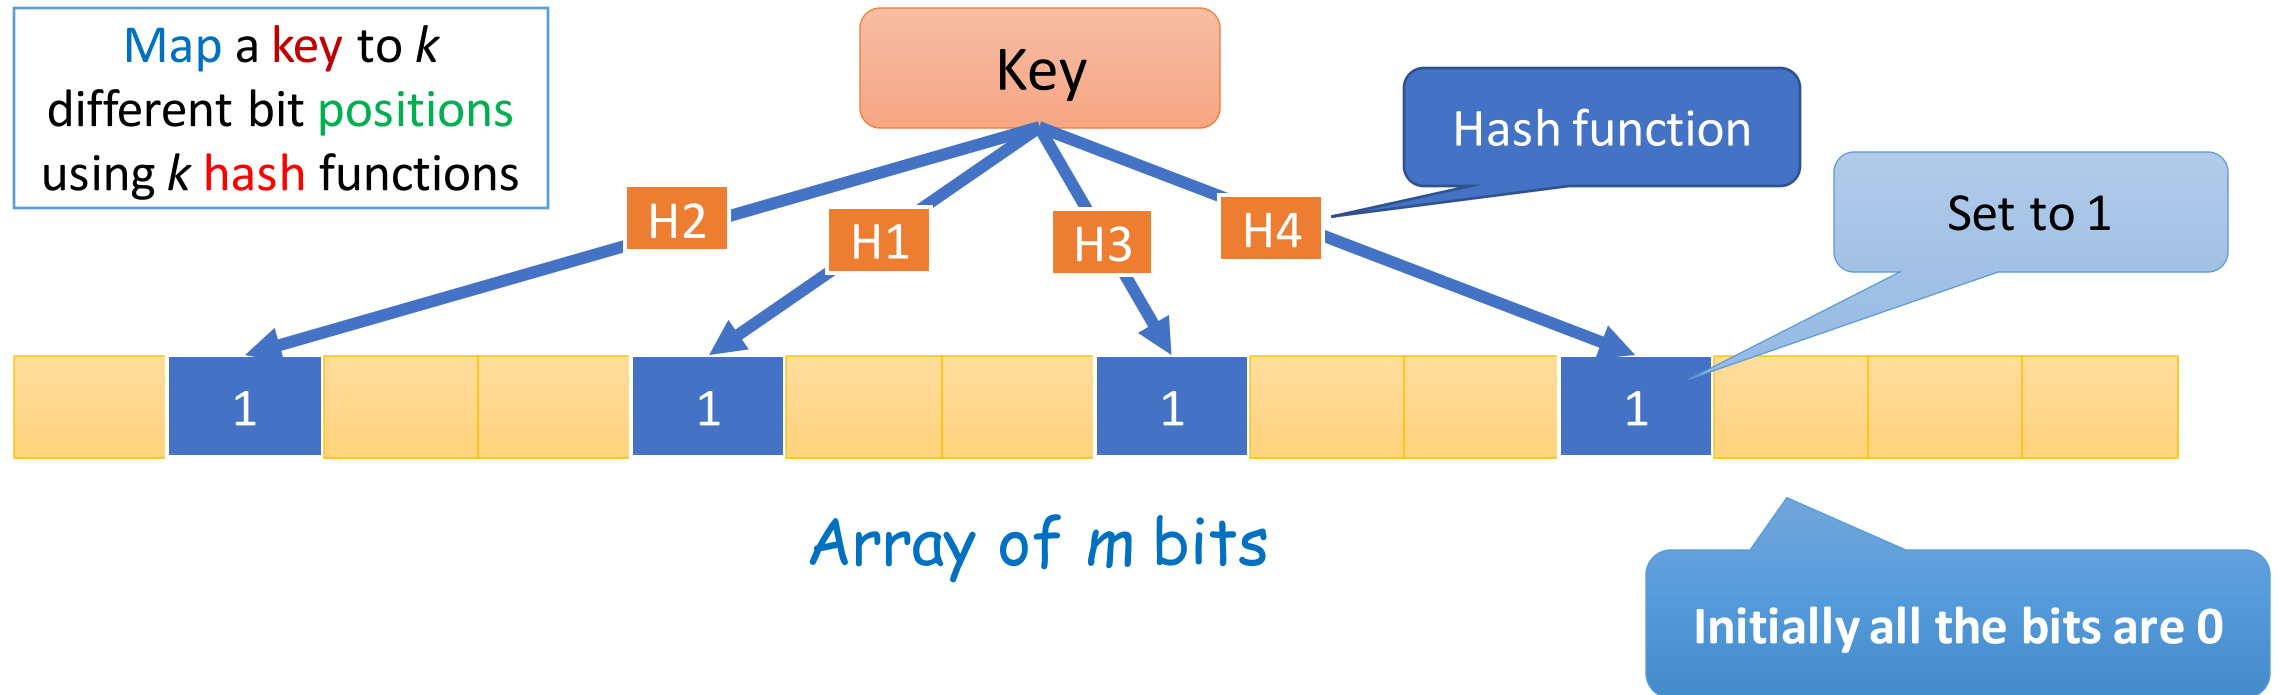 Map a key to k
different bit positions
using k hash functions
Key
Hash function
Set to 1
H2
H1
H3
H4
1
1
1
1
Array of m bits
Initially all the bits are 0